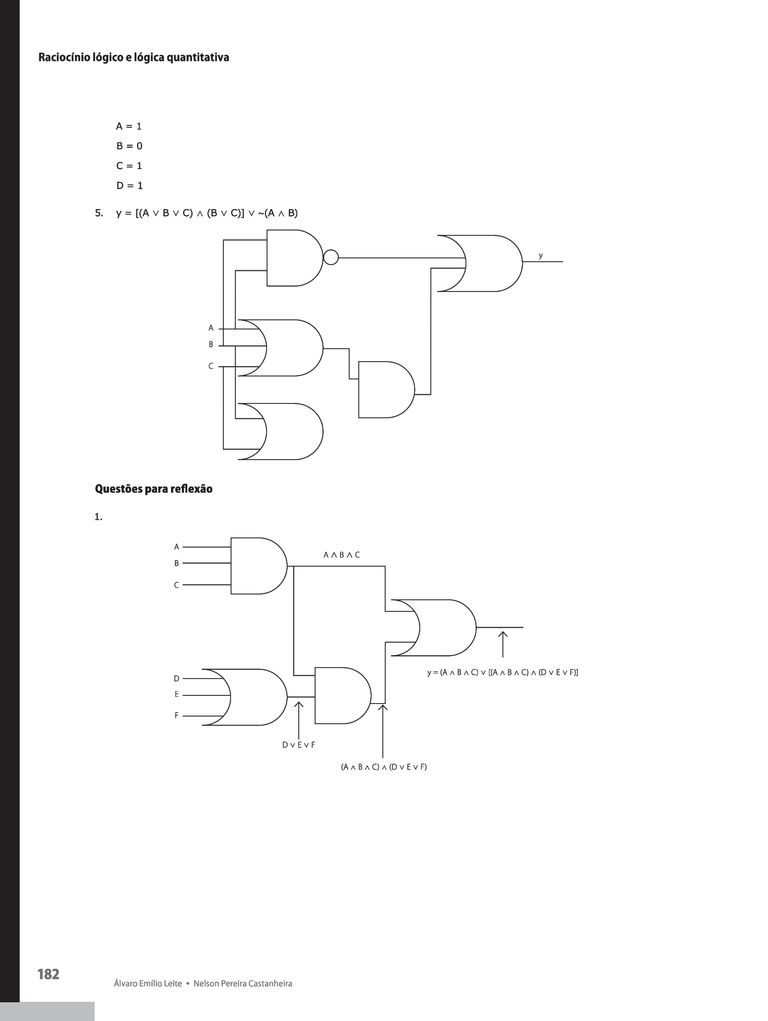 Raciocínio lógico e lógica quantitativa
A = 1
B = 0
C = 1
D = 1
5. y = [(A ∨ B ∨ C) ∧ (B ∨ C)] ∨ ~(A ∧ B)
y
A
B
C
Questões para reflexão
1.
A
B
C
A ∧ B ∧ C
y = (A ∧ B ∧ C) ∨ [(A ∧ B ∧ C) ∧ (D ∨ E ∨ F)]
D
E
F
D ∨ E ∨ F
(A ∧ B ∧ C) ∧ (D ∨ E ∨ F)
182
Álvaro Emílio Leite • Nelson Pereira Castanheira